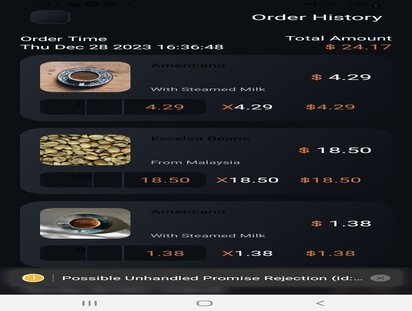 Order History
Order Time
Total Amount
Thu Dec 28 2023 16:36:48
$ 24.17
Americano
$ 4.29
With Steamed Milk
4.29 X4.29 $4.29
Excelsa Beans
$ 18.50
From Malaysia
18.50 X18.50 $18.50
Americano
$ 1.38
With Steamed Milk
1.38 X1.38 $1.38
! Possible Unhandled Promise Rejection (id:...